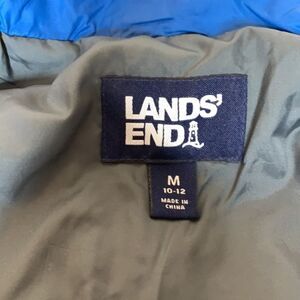 LANDS'
END
M
10-12
MADE IN
CHINA